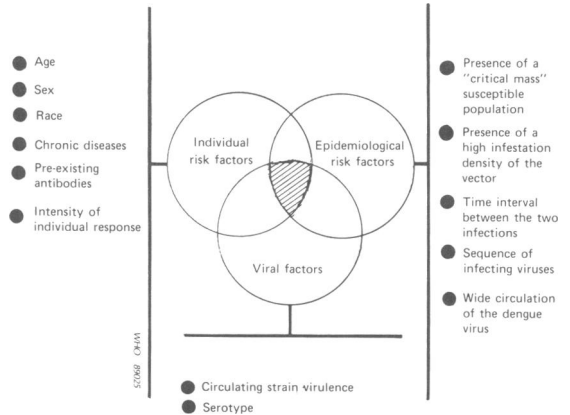 Age
Sex
Race
Chronic diseases
Pre-existing
antibodies
Intensity of
individual response
Individual
risk factors
Epidemiological
risk factors
Viral factors
Presence of a
"critical mass"
susceptible
population
Presence of a
high infestation
density of the
vector
Time interval
between the two
infections
Sequence of
infecting viruses
Wide circulation
of the dengue
virus
WHO 89025
Circulating strain virulence
Serotype